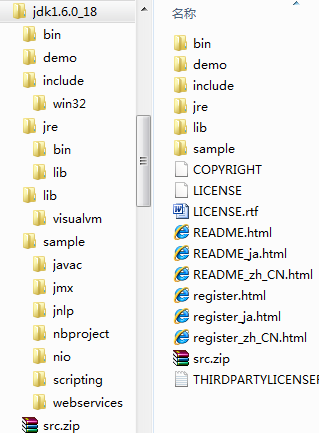 jdk1.6.0_18
bin
demo
include
win32
jre
bin
lib
lib
visualvm
sample
javac
jmx
jnlp
nbproject
nio
scripting
webservices
src.zip
名称
bin
demo
include
jre
lib
sample
COPYRIGHT
LICENSE
LICENSE.rtf
README.html
README_ja.html
README_zh_CN.html
register.html
register_ja.html
register_zh_CN.html
src.zip
THIRDPARTYLICENSER